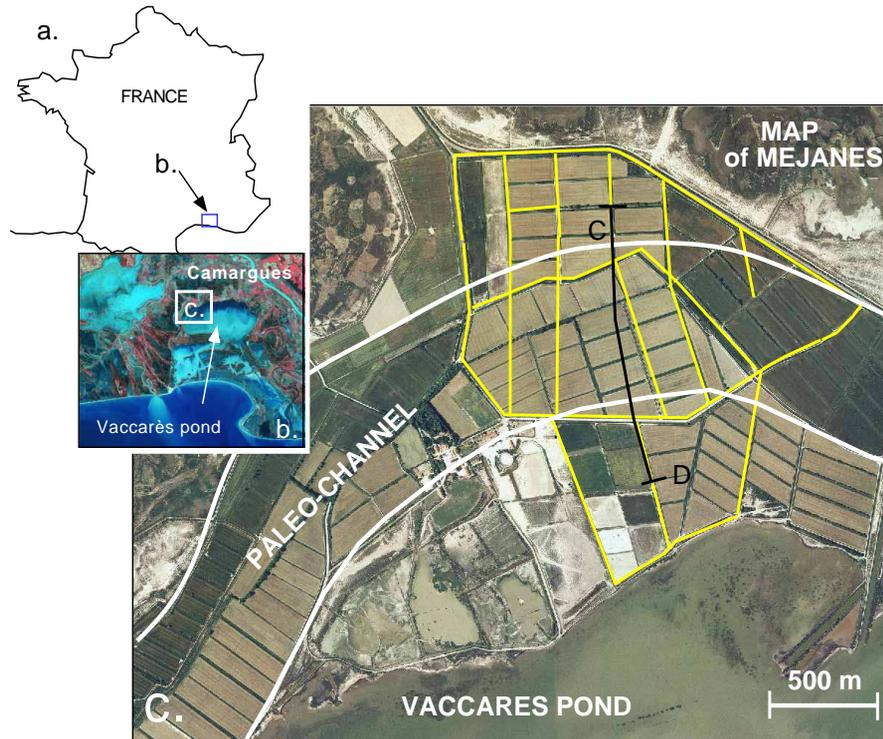 a.
FRANCE
b.
Camargues
c.
Vaccarès pond
b.
MAP
of MEJANES
C
D
PALEO-CHANNEL
c.
VACCARES POND
500 m